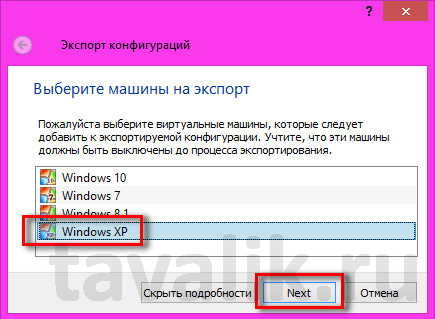 ?
Экспорт конфигураций
Выберите машины на экспорт
Пожалуйста выберите виртуальные машины, которые следует
добавить к экспортируемой конфигурации. Учтите, что эти машины
должны быть выключены до процесса экспортирования.
Windows 10
Windows 7
Windows 8.1
Windows XP
tavalik.ru
Скрыть подробности Next Отмена